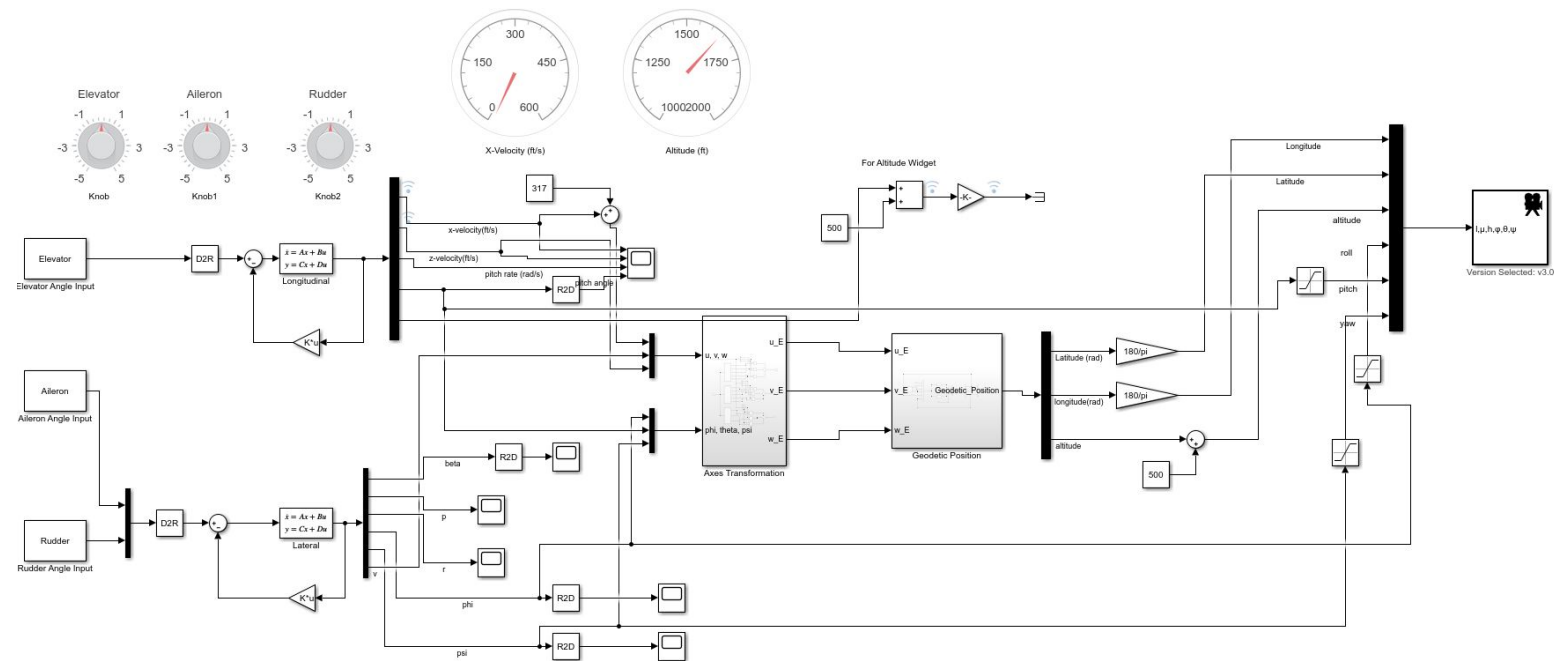 300
150
450
0
600
X-Velocity (ft/s)
1500
1250
1750
1000
2000
Altitude (ft)
Elevator
-1
1
-3
3
-5
5
Knob
Aileron
-1
1
-3
3
-5
5
Knob1
Rudder
-1
1
-3
3
-5
5
Knob2
For Altitude Widget
317
+
+
x-velocity(ft/s)
z-velocity(ft/s)
pitch rate (rad/s)
pitch angle
R2D
500
+
+
-K-
Elevator
Elevator Angle Input
D2R
+
-
ẋ = Ax + Bu
y = Cx + Du
Longitudinal
K*u
Longitude
Latitude
altitude
roll
pitch
yaw
l,μ,h,φ,θ,ψ
Version Selected: v3.0
u, v, w
phi, theta, psi
u_E
v_E
w_E
Axes Transformation
u_E
v_E
w_E
Geodetic_Position
Geodetic Position
Latitude (rad)
longitude(rad)
altitude
180/pi
180/pi
+
+
500
Aileron
Aileron Angle Input
Rudder
Rudder Angle Input
D2R
+
-
ẋ = Ax + Bu
y = Cx + Du
Lateral
K*u
beta
R2D
p
r
v
phi
R2D
psi
R2D